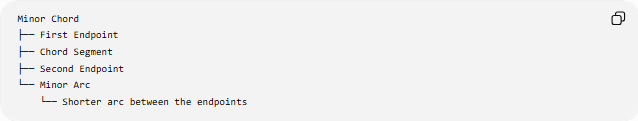 Minor Chord
├── First Endpoint
├── Chord Segment
├── Second Endpoint
└── Minor Arc
    └── Shorter arc between the endpoints